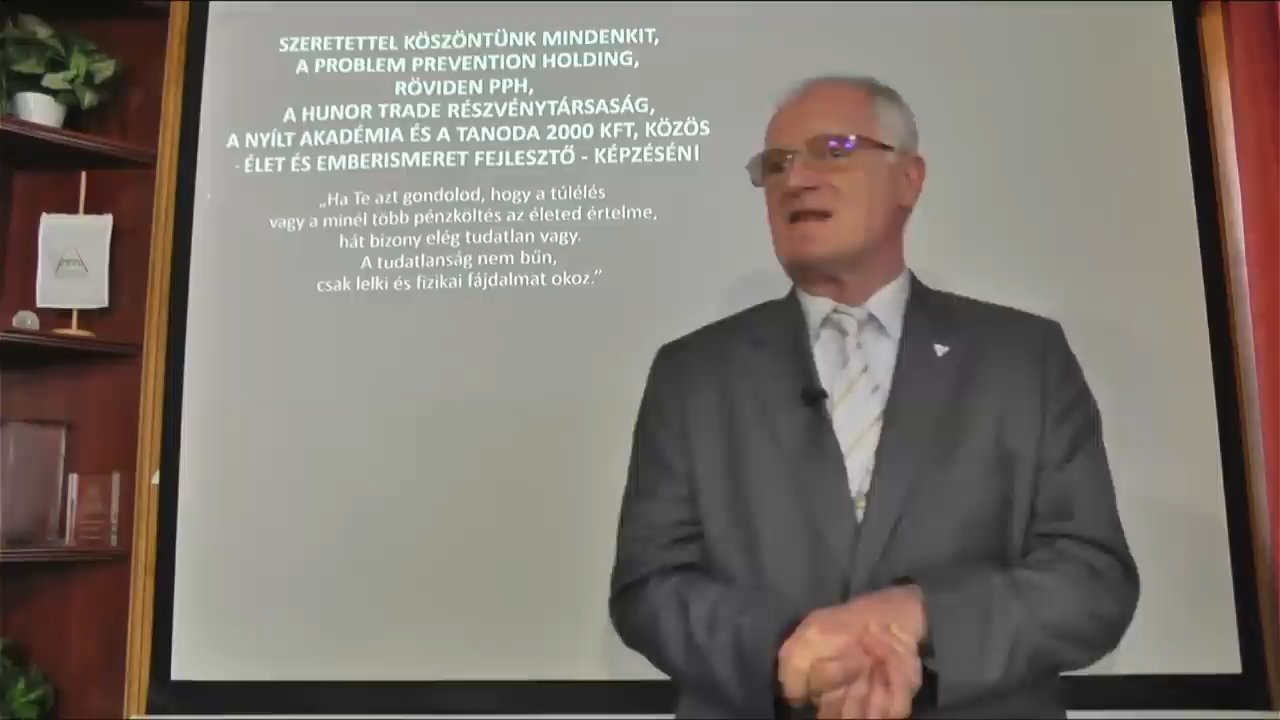 SZERETETTEL KÖSZÖNTÜNK MINDENKIT,
A PROBLEM PREVENTION HOLDING,
RÖVIDEN PPH,
A HUNOR TRADE RÉSZVÉNYTÁRSASÁG,
A NYÍLT AKADÉMIA ÉS A TANODA 2000 KFT, KÖZÖS
- ÉLET ÉS EMBERISMERET FEJLESZTŐ - KÉPZÉSÉN!
„Ha Te azt gondolod, hogy a túlélés
vagy a minél több pénzköltés az életed értelme,
hát bizony elég tudatlan vagy.
A tudatlanság nem bűn,
csak lelki és fizikai fájdalmat okoz.”